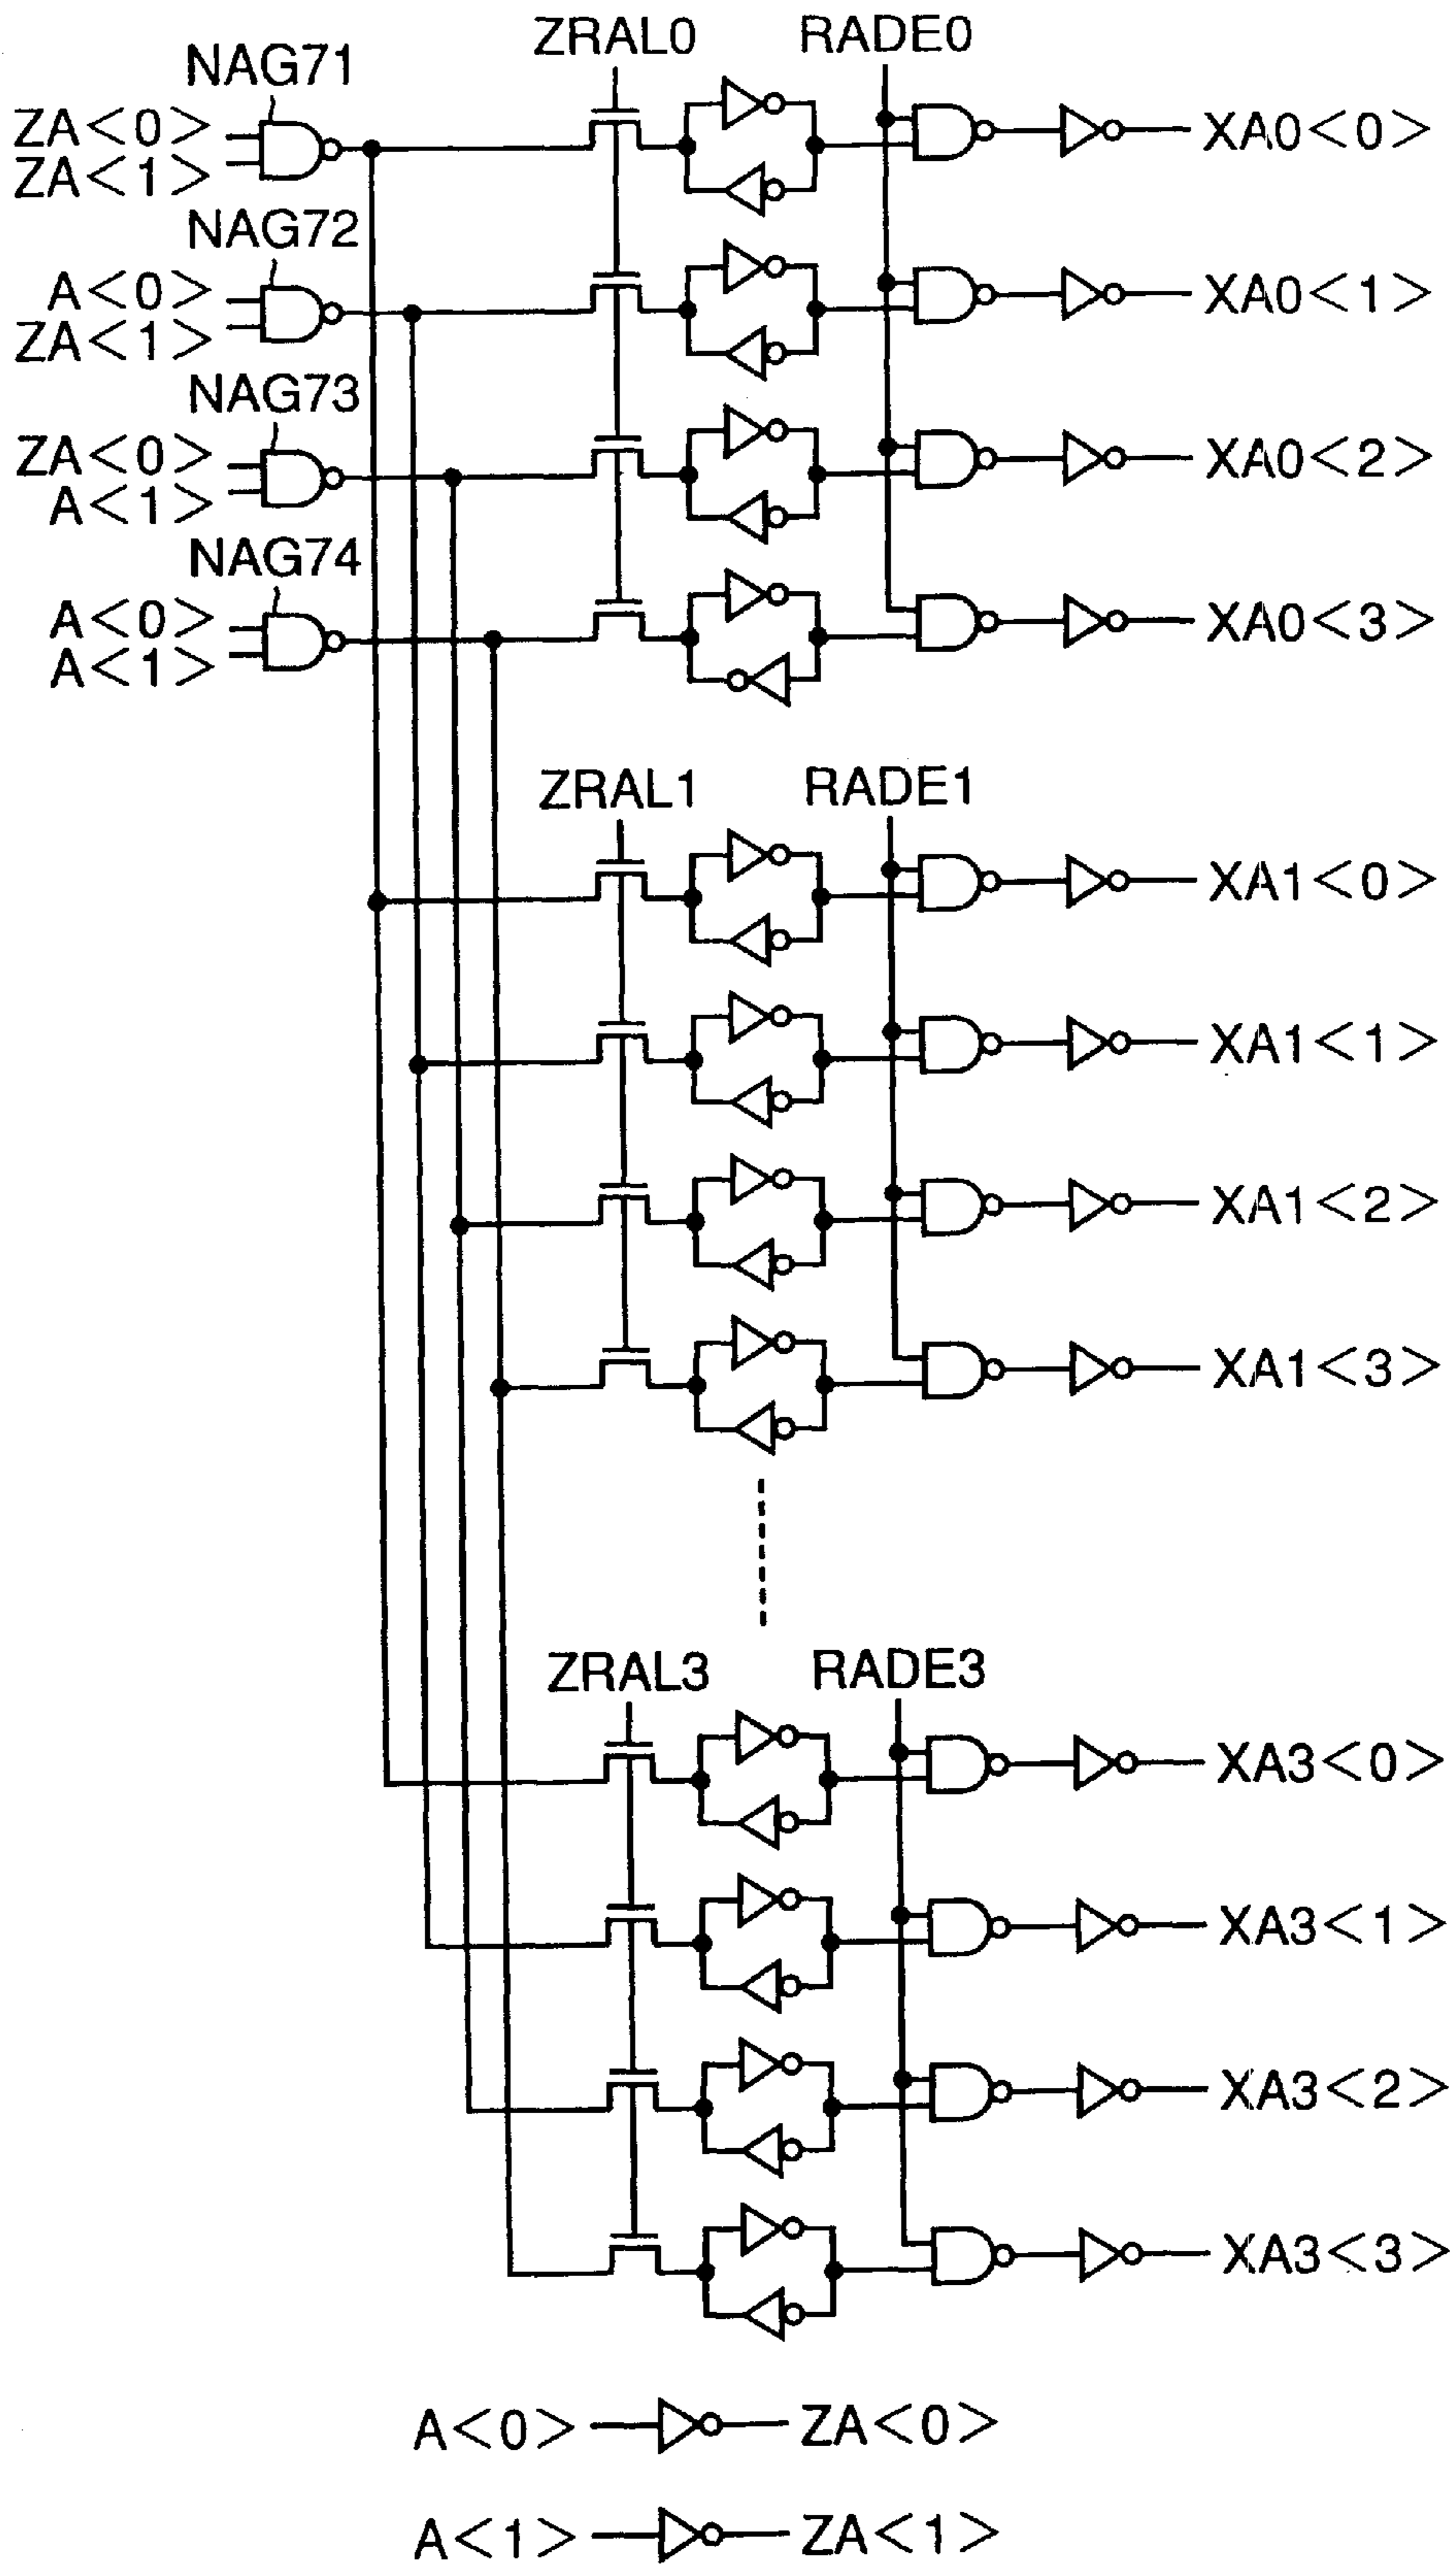 ZRAL0 RADE0
NAG71
ZA<0>
ZA<1>
XA0<0>
NAG72
A<0>
ZA<1>
XA0<1>
NAG73
ZA<0>
A<1>
XA0<2>
NAG74
A<0>
A<1>
XA0<3>
ZRAL1 RADE1
XA1<0>
XA1<1>
XA1<2>
XA1<3>
ZRAL3 RADE3
XA3<0>
XA3<1>
XA3<2>
XA3<3>
A<0> ZA<0>
A<1> ZA<1>